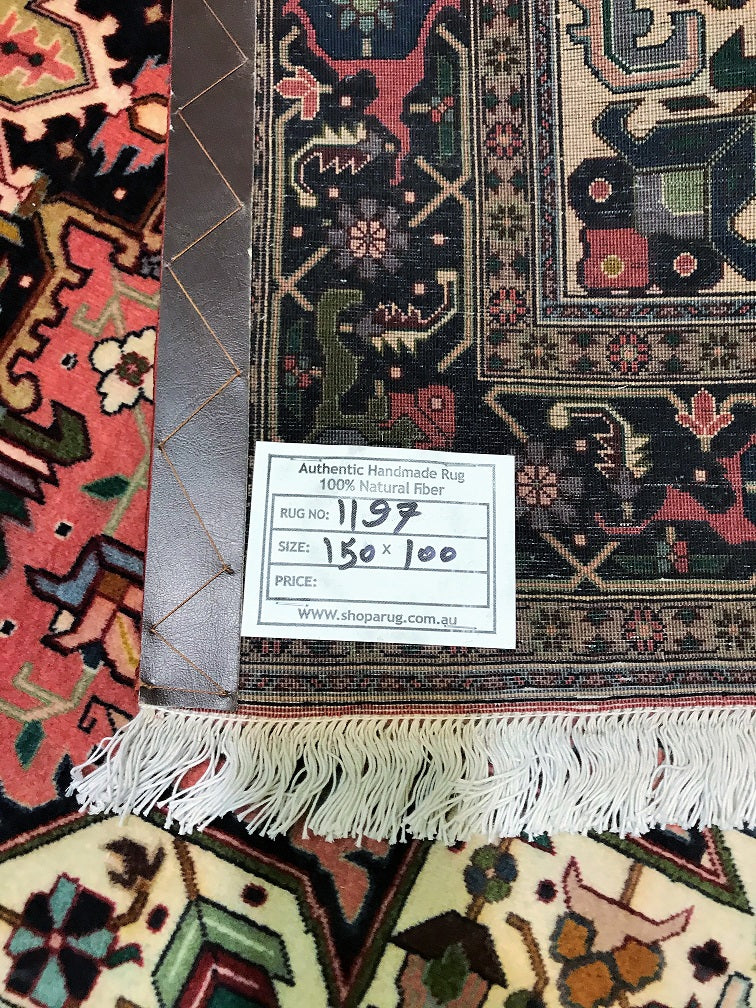 Authentic Handmade Rug
100% Natural Fiber
RUG NO: 1197
SIZE: 150 x 100
PRICE:
www.shoparug.com.au